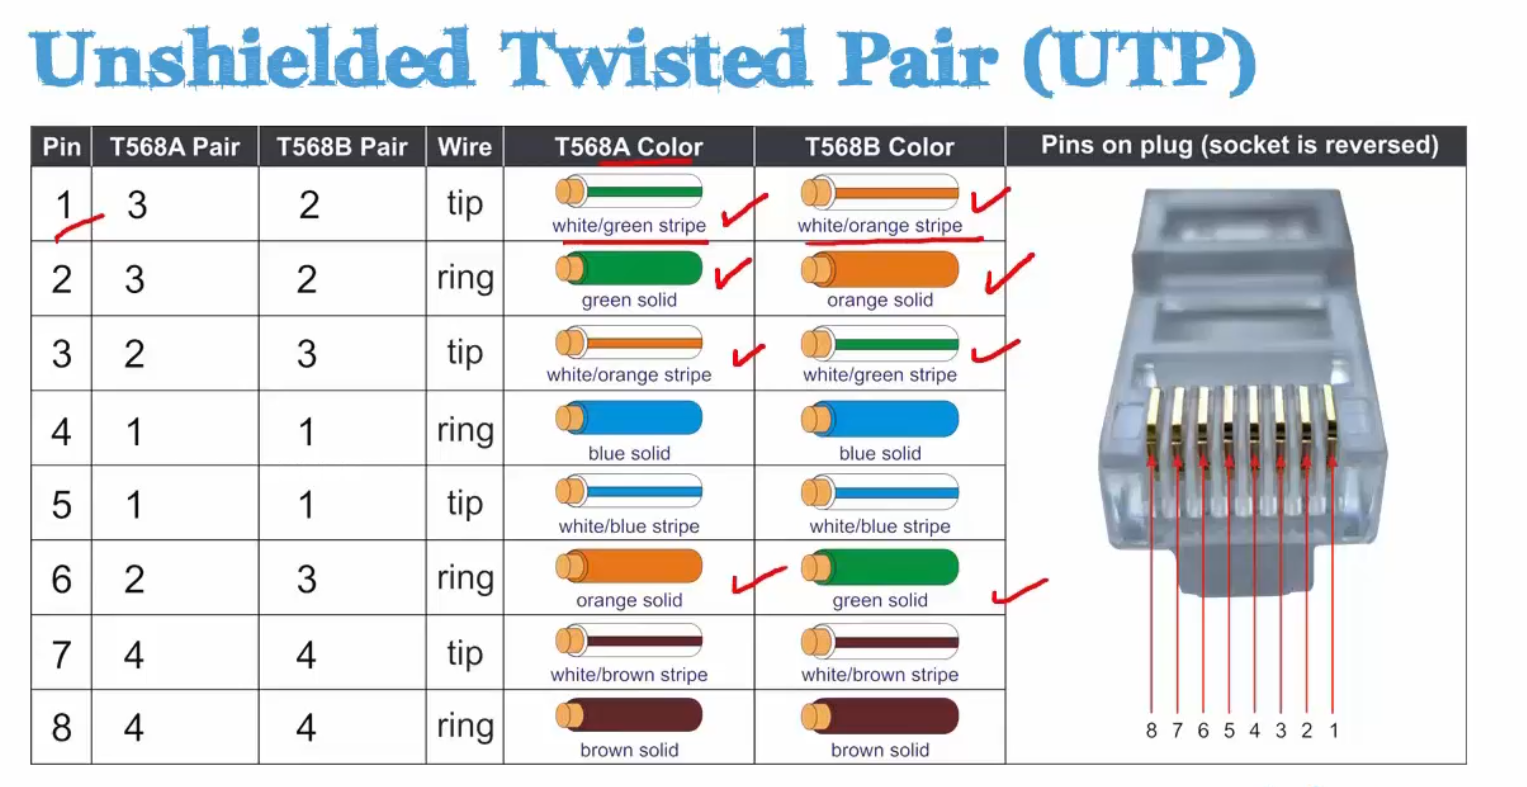 Unshielded Twisted Pair (UTP)
Pin T568A Pair T568B Pair Wire T568A Color T568B Color Pins on plug (socket is reversed)
1 3 2 tip white/green stripe white/orange stripe
2 3 2 ring green solid orange solid
3 2 3 tip white/orange stripe white/green stripe
4 1 1 ring blue solid blue solid
5 1 1 tip white/blue stripe white/blue stripe
6 2 3 ring orange solid green solid
7 4 4 tip white/brown stripe white/brown stripe
8 4 4 ring brown solid brown solid
8 7 6 5 4 3 2 1